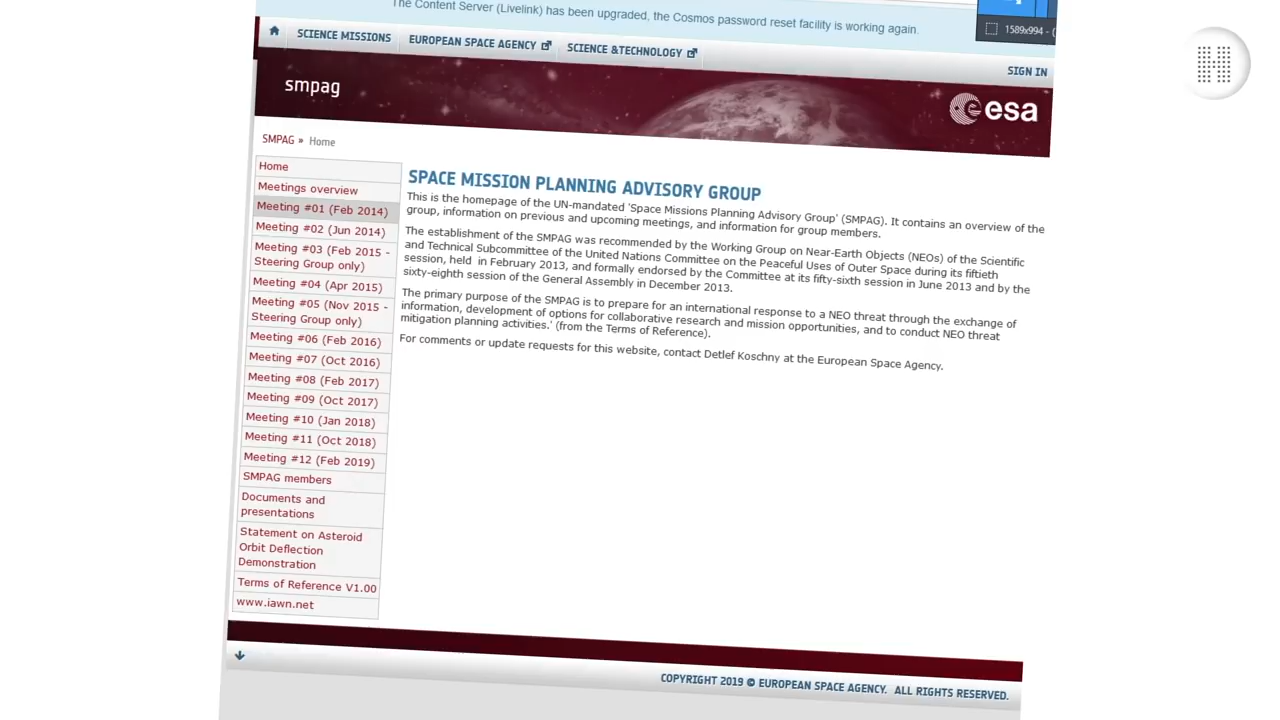 The Content Server (Livelink) has been upgraded, the Cosmos password reset facility is working again.
1589x994 - (
SCIENCE MISSIONS
EUROPEAN SPACE AGENCY
SCIENCE &TECHNOLOGY
SIGN IN
smpag
esa
SMPAG » Home
Home
Meetings overview
Meeting #01 (Feb 2014)
Meeting #02 (Jun 2014)
Meeting #03 (Feb 2015 -
Steering Group only)
Meeting #04 (Apr 2015)
Meeting #05 (Nov 2015 -
Steering Group only)
Meeting #06 (Feb 2016)
Meeting #07 (Oct 2016)
Meeting #08 (Feb 2017)
Meeting #09 (Oct 2017)
Meeting #10 (Jan 2018)
Meeting #11 (Oct 2018)
Meeting #12 (Feb 2019)
SMPAG members
Documents and
presentations
Statement on Asteroid
Orbit Deflection
Demonstration
Terms of Reference V1.00
www.iawn.net
SPACE MISSION PLANNING ADVISORY GROUP
This is the homepage of the UN-mandated 'Space Missions Planning Advisory Group' (SMPAG). It contains an overview of the
group, information on previous and upcoming meetings, and information for group members.
The establishment of the SMPAG was recommended by the Working Group on Near-Earth Objects (NEOs) of the Scientific
and Technical Subcommittee of the United Nations Committee on the Peaceful Uses of Outer Space during its fiftieth
session, held in February 2013, and formally endorsed by the Committee at its fifty-sixth session in June 2013 and by the
sixty-eighth session of the General Assembly in December 2013.
The primary purpose of the SMPAG is to prepare for an international response to a NEO threat through the exchange of
information, development of options for collaborative research and mission opportunities, and to conduct NEO threat
mitigation planning activities.' (from the Terms of Reference).
For comments or update requests for this website, contact Detlef Koschny at the European Space Agency.
COPYRIGHT 2019 © EUROPEAN SPACE AGENCY. ALL RIGHTS RESERVED.